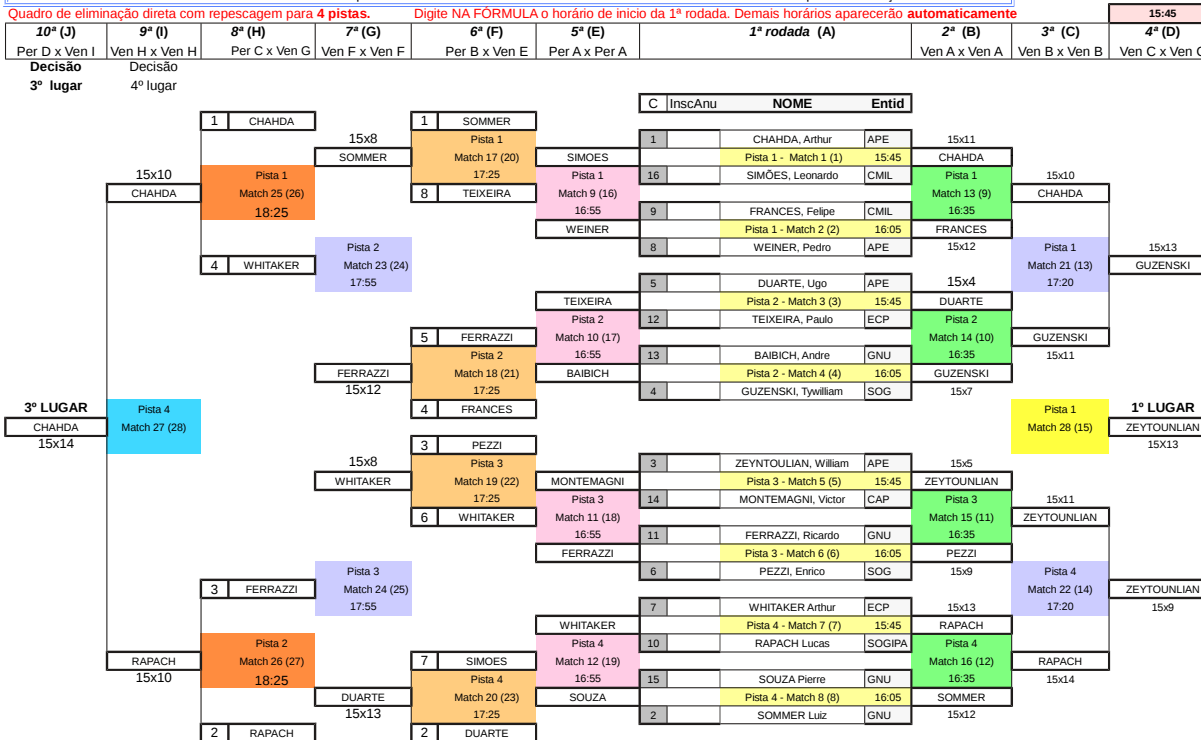 Quadro de eliminação direta com repescagem para 4 pistas. Digite NA FÓRMULA o horário de inicio da 1ª rodada. Demais horários aparecerão automaticamente 15:45
10ª (J) 9ª (I) 8ª (H) 7ª (G) 6ª (F) 5ª (E) 1ª rodada (A) 2ª (B) 3ª (C) 4ª (D)
Per D x Ven I Ven H x Ven H Per C x Ven G Ven F x Ven F Per B x Ven E Per A x Per A Ven A x Ven A Ven B x Ven B Ven C x Ven C
Decisão Decisão
3º lugar 4º lugar
C InscAnu NOME Entid
1 CHAHDA 1 SOMMER
15x8 Pista 1 1 CHAHDA, Arthur APE 15x11
SOMMER Match 17 (20) SIMOES Pista 1 - Match 1 (1) 15:45 CHAHDA
15x10 Pista 1 17:25 Pista 1 16 SIMÕES, Leonardo CMIL Pista 1 15x10
CHAHDA Match 25 (26) 8 TEIXEIRA Match 9 (16) Match 13 (9) CHAHDA
18:25 16:55 9 FRANCES, Felipe CMIL 16:35
WEINER Pista 1 - Match 2 (2) 16:05 FRANCES
Pista 2 8 WEINER, Pedro APE 15x12 Pista 1 15x13
4 WHITAKER Match 23 (24) Match 21 (13) GUZENSKI
17:55 5 DUARTE, Ugo APE 15x4 17:20
TEIXEIRA Pista 2 - Match 3 (3) 15:45 DUARTE
Pista 2 12 TEIXEIRA, Paulo ECP Pista 2
5 FERRAZZI Match 10 (17) Match 14 (10) GUZENSKI
Pista 2 16:55 13 BAIBICH, Andre GNU 16:35 15x11
FERRAZZI Match 18 (21) BAIBICH Pista 2 - Match 4 (4) 16:05 GUZENSKI
15x12 17:25 4 GUZENSKI, Tywilliam SOG 15x7
3º LUGAR Pista 4 4 FRANCES Pista 1 1º LUGAR
CHAHDA Match 27 (28) Match 28 (15) ZEYTOUNLIAN
15x14 3 PEZZI 15X13
15x8 Pista 3 3 ZEYNTOULIAN, William APE 15x5
WHITAKER Match 19 (22) MONTEMAGNI Pista 3 - Match 5 (5) 15:45 ZEYTOUNLIAN
17:25 Pista 3 14 MONTEMAGNI, Victor CAP Pista 3 15x11
6 WHITAKER Match 11 (18) Match 15 (11) ZEYTOUNLIAN
16:55 11 FERRAZZI, Ricardo GNU 16:35
FERRAZZI Pista 3 - Match 6 (6) 16:05 PEZZI
Pista 3 6 PEZZI, Enrico SOG 15x9 Pista 4
3 FERRAZZI Match 24 (25) Match 22 (14) ZEYTOUNLIAN
17:55 7 WHITAKER Arthur ECP 15x13 17:20 15x9
WHITAKER Pista 4 - Match 7 (7) 15:45 RAPACH
Pista 2 Pista 4 10 RAPACH Lucas SOGIPA Pista 4
RAPACH Match 26 (27) 7 SIMOES Match 12 (19) Match 16 (12) RAPACH
15x10 18:25 Pista 4 16:55 15 SOUZA Pierre GNU 16:35 15x14
DUARTE Match 20 (23) SOUZA Pista 4 - Match 8 (8) 16:05 SOMMER
15x13 17:25 2 SOMMER Luiz GNU 15x12
2 RAPACH 2 DUARTE